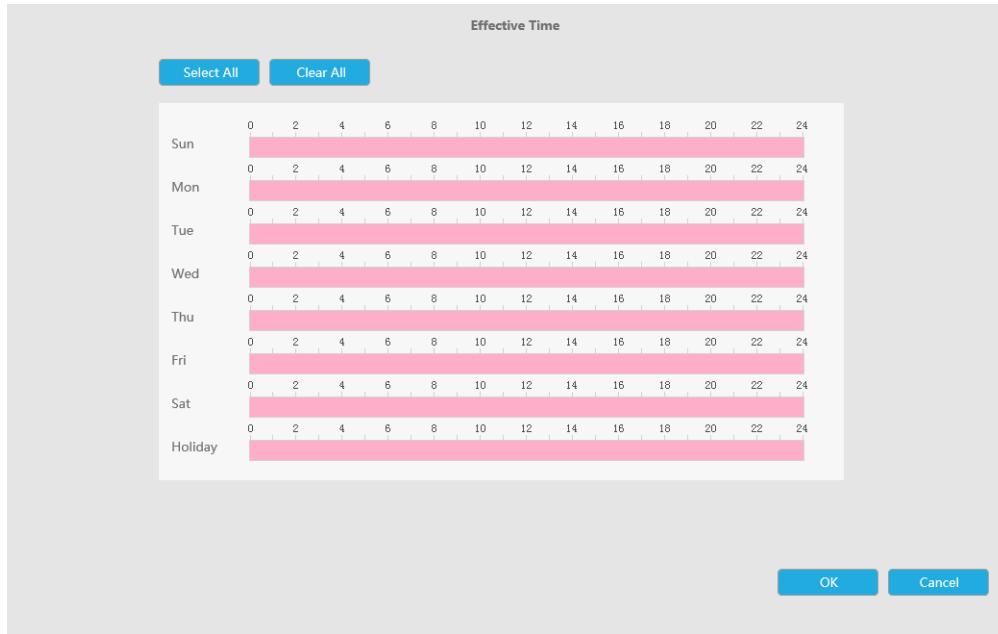 Effective Time
Select All Clear All
0 2 4 6 8 10 12 14 16 18 20 22 24
Sun
0 2 4 6 8 10 12 14 16 18 20 22 24
Mon
0 2 4 6 8 10 12 14 16 18 20 22 24
Tue
0 2 4 6 8 10 12 14 16 18 20 22 24
Wed
0 2 4 6 8 10 12 14 16 18 20 22 24
Thu
0 2 4 6 8 10 12 14 16 18 20 22 24
Fri
0 2 4 6 8 10 12 14 16 18 20 22 24
Sat
0 2 4 6 8 10 12 14 16 18 20 22 24
Holiday
OK Cancel